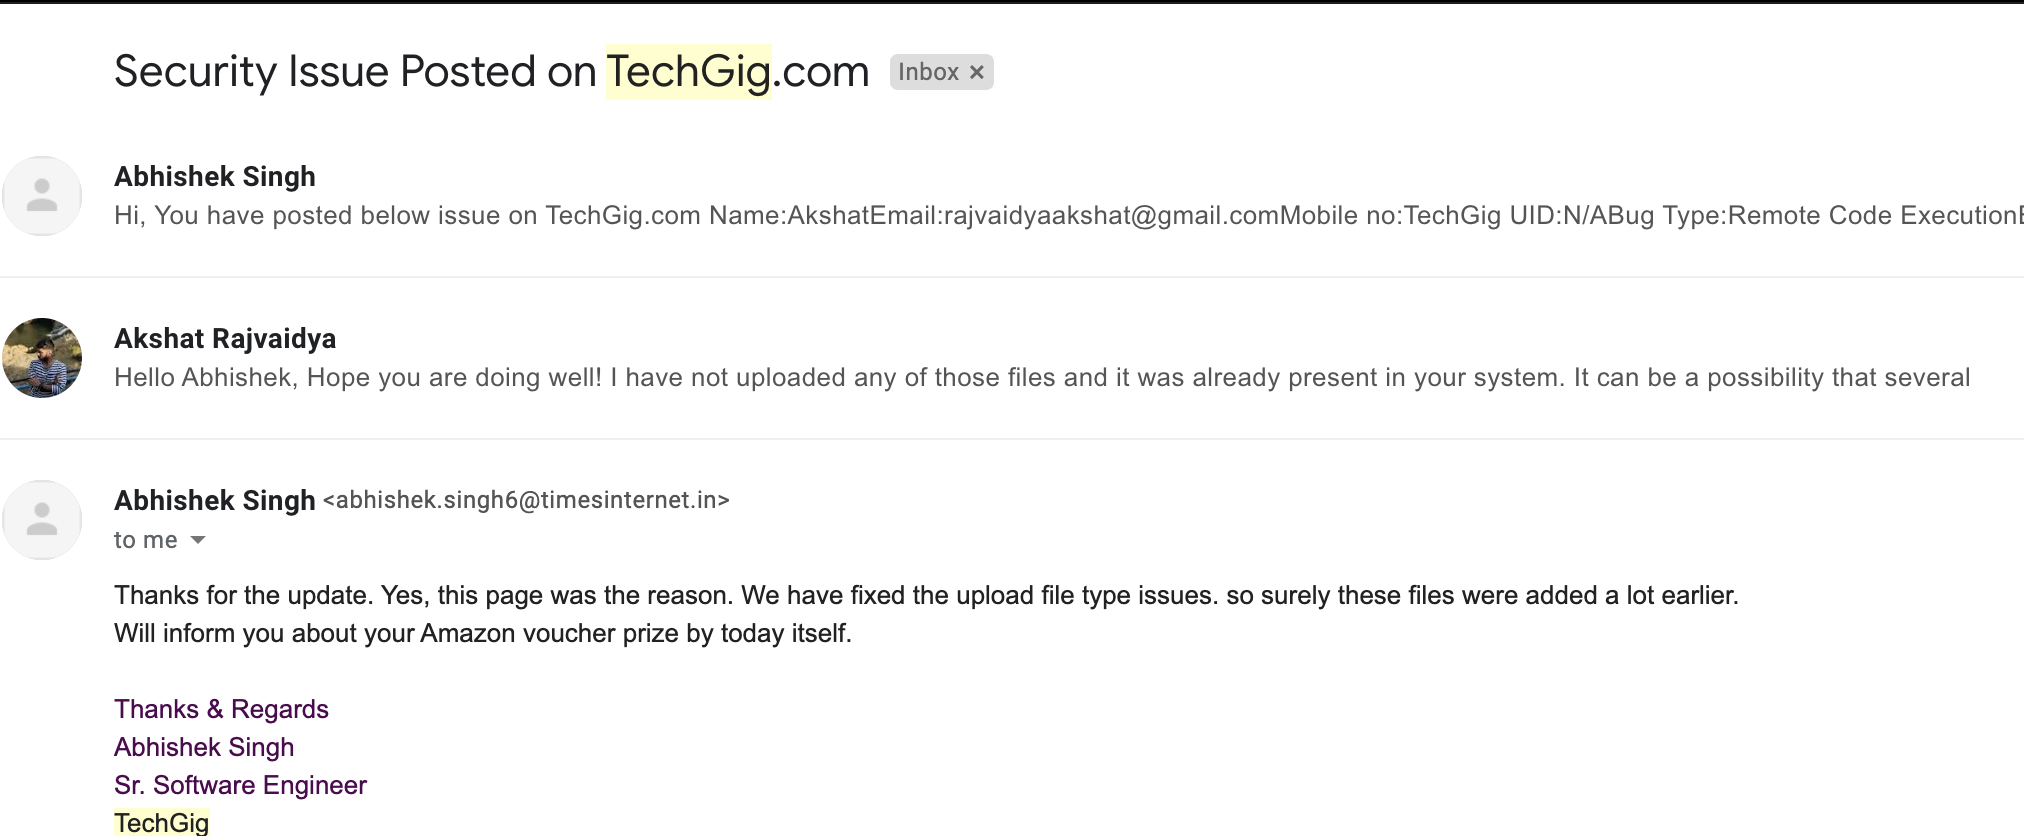 Security Issue Posted on TechGig.com Inbox ×
Abhishek Singh
Hi, You have posted below issue on TechGig.com Name:AkshatEmail:rajvaidyaakshat@gmail.comMobile no:TechGig UID:N/ABug Type:Remote Code Execution
Akshat Rajvaidya
Hello Abhishek, Hope you are doing well! I have not uploaded any of those files and it was already present in your system. It can be a possibility that several
Abhishek Singh <abhishek.singh6@timesinternet.in>
to me
Thanks for the update. Yes, this page was the reason. We have fixed the upload file type issues. so surely these files were added a lot earlier.
Will inform you about your Amazon voucher prize by today itself.
Thanks & Regards
Abhishek Singh
Sr. Software Engineer
TechGig